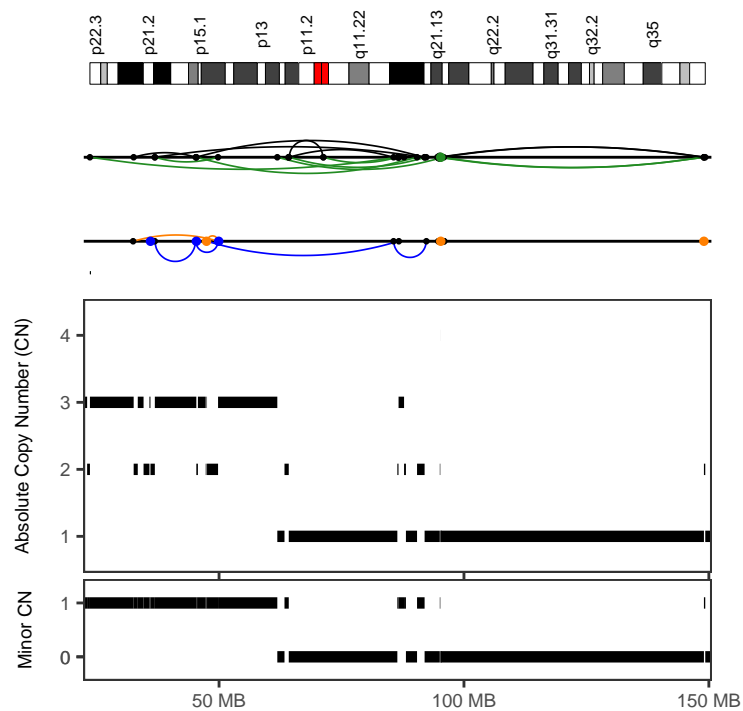 p22.3
p21.2
p15.1
p13
p11.2
q11.22
q21.13
q22.2
q31.31
q32.2
q35
Absolute Copy Number (CN)
4
3
2
1
Minor CN
1
0
50 MB
100 MB
150 MB